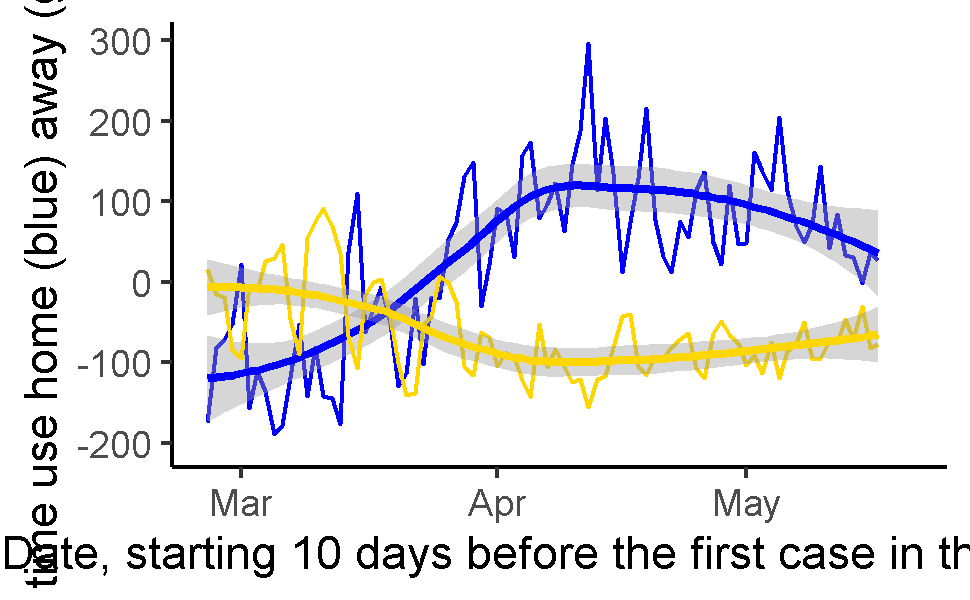 time use home (blue) away (
300
200
100
0
-100
-200
Mar Apr May
Date, starting 10 days before the first case in th